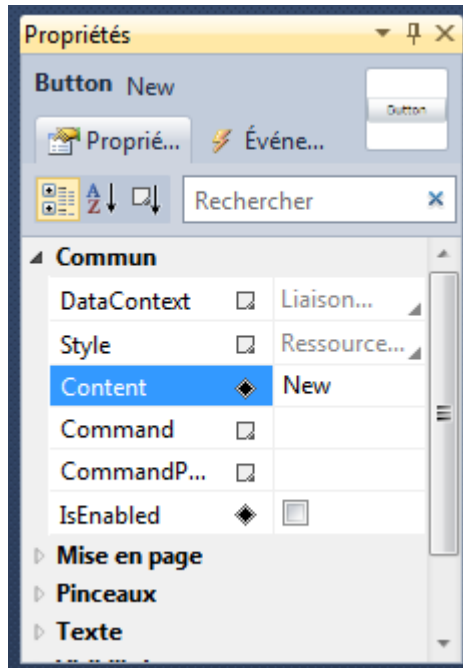 Propriétés
Button New
Button
Proprié... Événe...
A Z Rechercher
Commun
DataContext Liaison...
Style Ressource...
Content New
Command
CommandP...
IsEnabled
Mise en page
Pinceaux
Texte